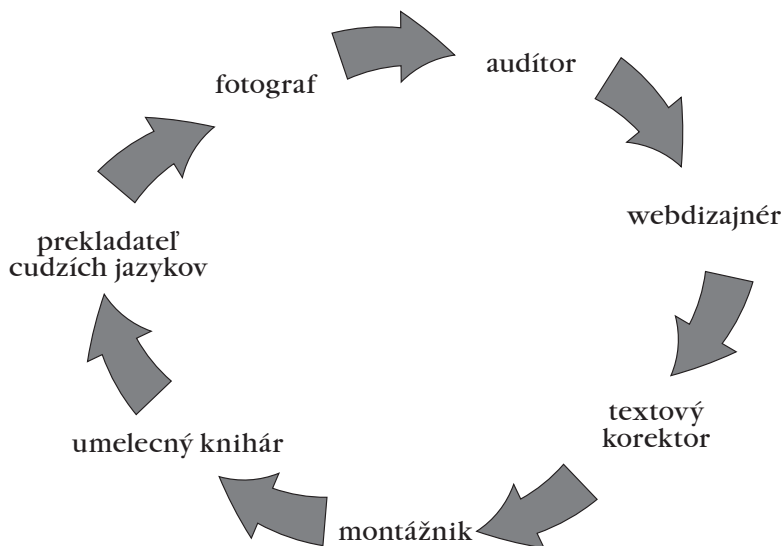 fotograf
audítor
webdizajnér
textový
korektor
montážnik
umelecný knihár
prekladateľ
cudzích jazykov